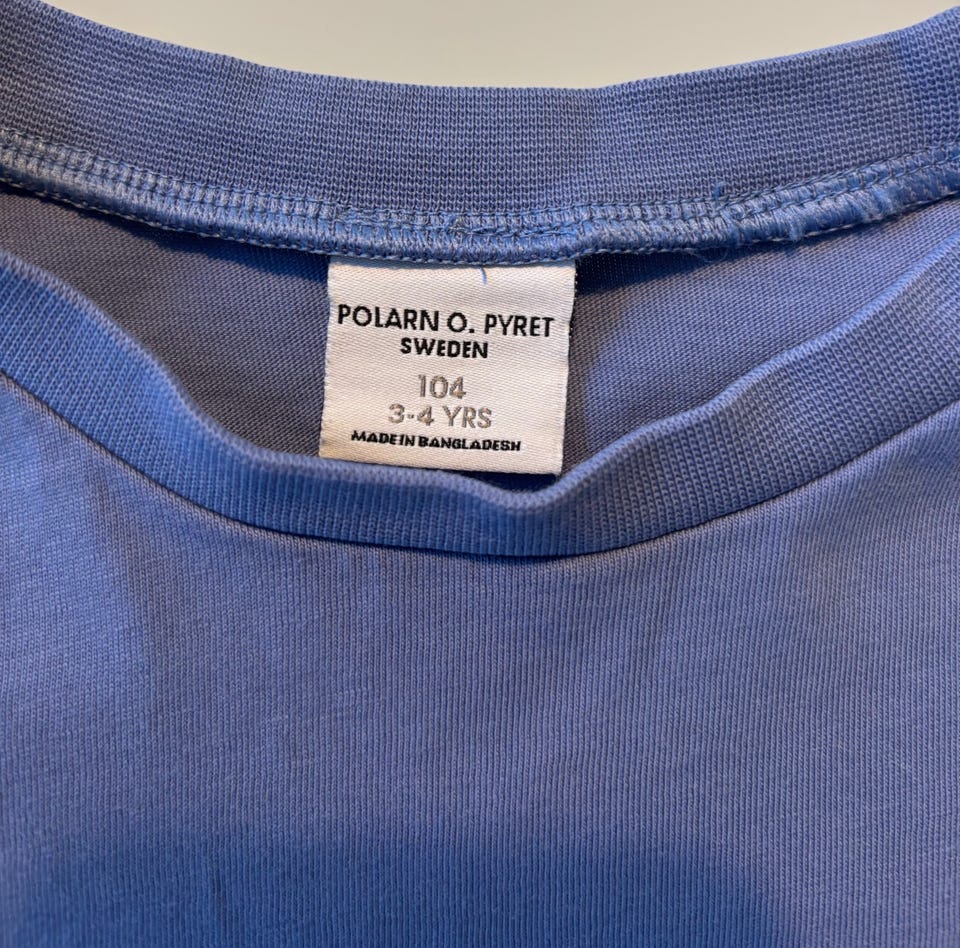 POLARN O. PYRET
SWEDEN
104
3-4 YRS
MADE IN BANGLADESH